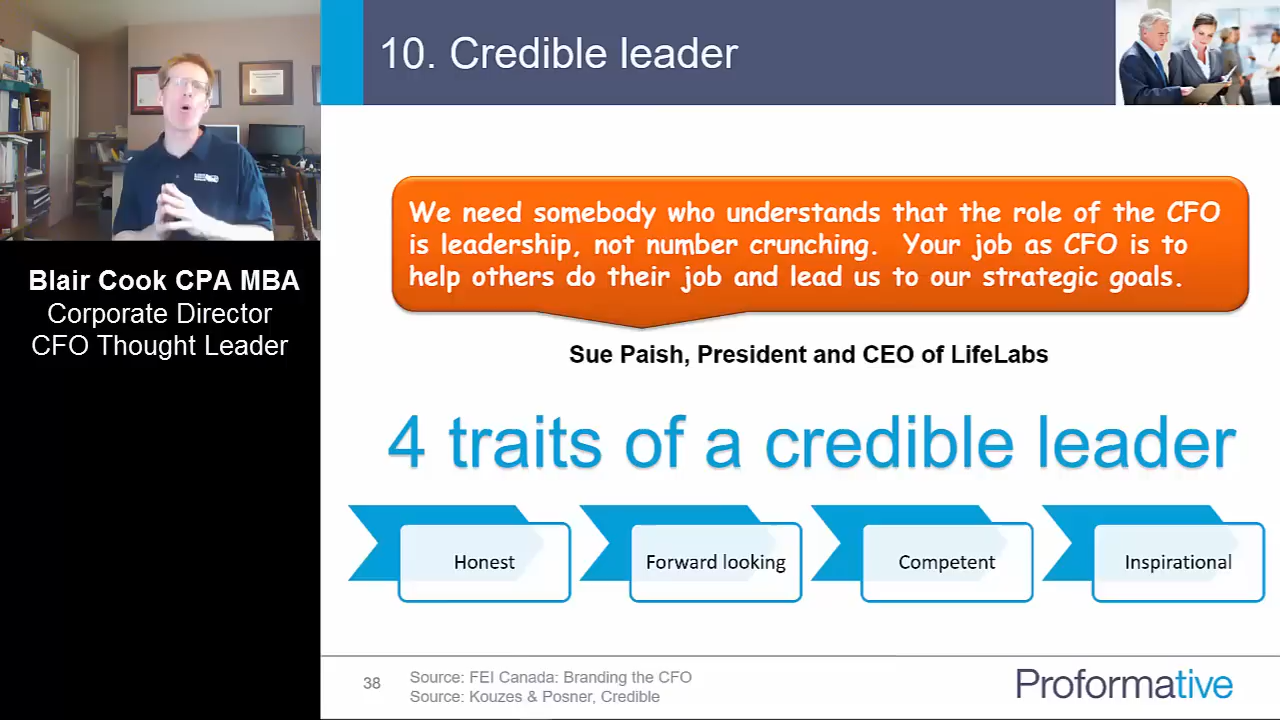 10. Credible leader
We need somebody who understands that the role of the CFO
is leadership, not number crunching.  Your job as CFO is to
help others do their job and lead us to our strategic goals.
Blair Cook CPA MBA
Corporate Director
CFO Thought Leader
Sue Paish, President and CEO of LifeLabs
4 traits of a credible leader
Honest
Forward looking
Competent
Inspirational
38
Source: FEI Canada: Branding the CFO
Source: Kouzes & Posner, Credible
Proformative